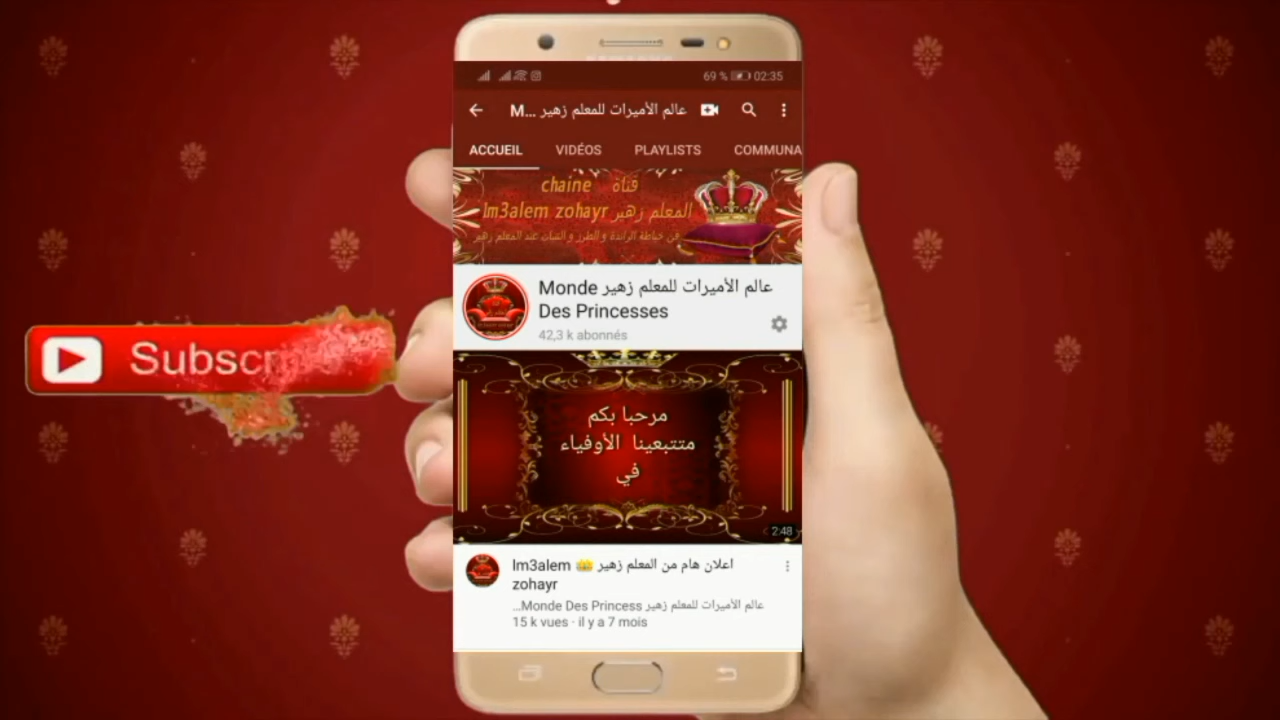 69 % 02:35
عالم الأميرات للمعلم زهير M...
ACCUEIL VIDÉOS PLAYLISTS COMMUNA
chaine قناة
lm3alem zohayr المعلم زهير
فن خياطة الراندة و الطرز و الشان عند المعلم زهير
عالم الأميرات للمعلم زهير Monde
Des Princesses
42,3 k abonnés
Subscr
مرحبا بكم
متتبعينا الأوفياء
في
2:48
اعلان هام من المعلم زهير 👑 lm3alem
zohayr
عالم الأميرات للمعلم زهير Monde Des Princess...
15 k vues · il y a 7 mois